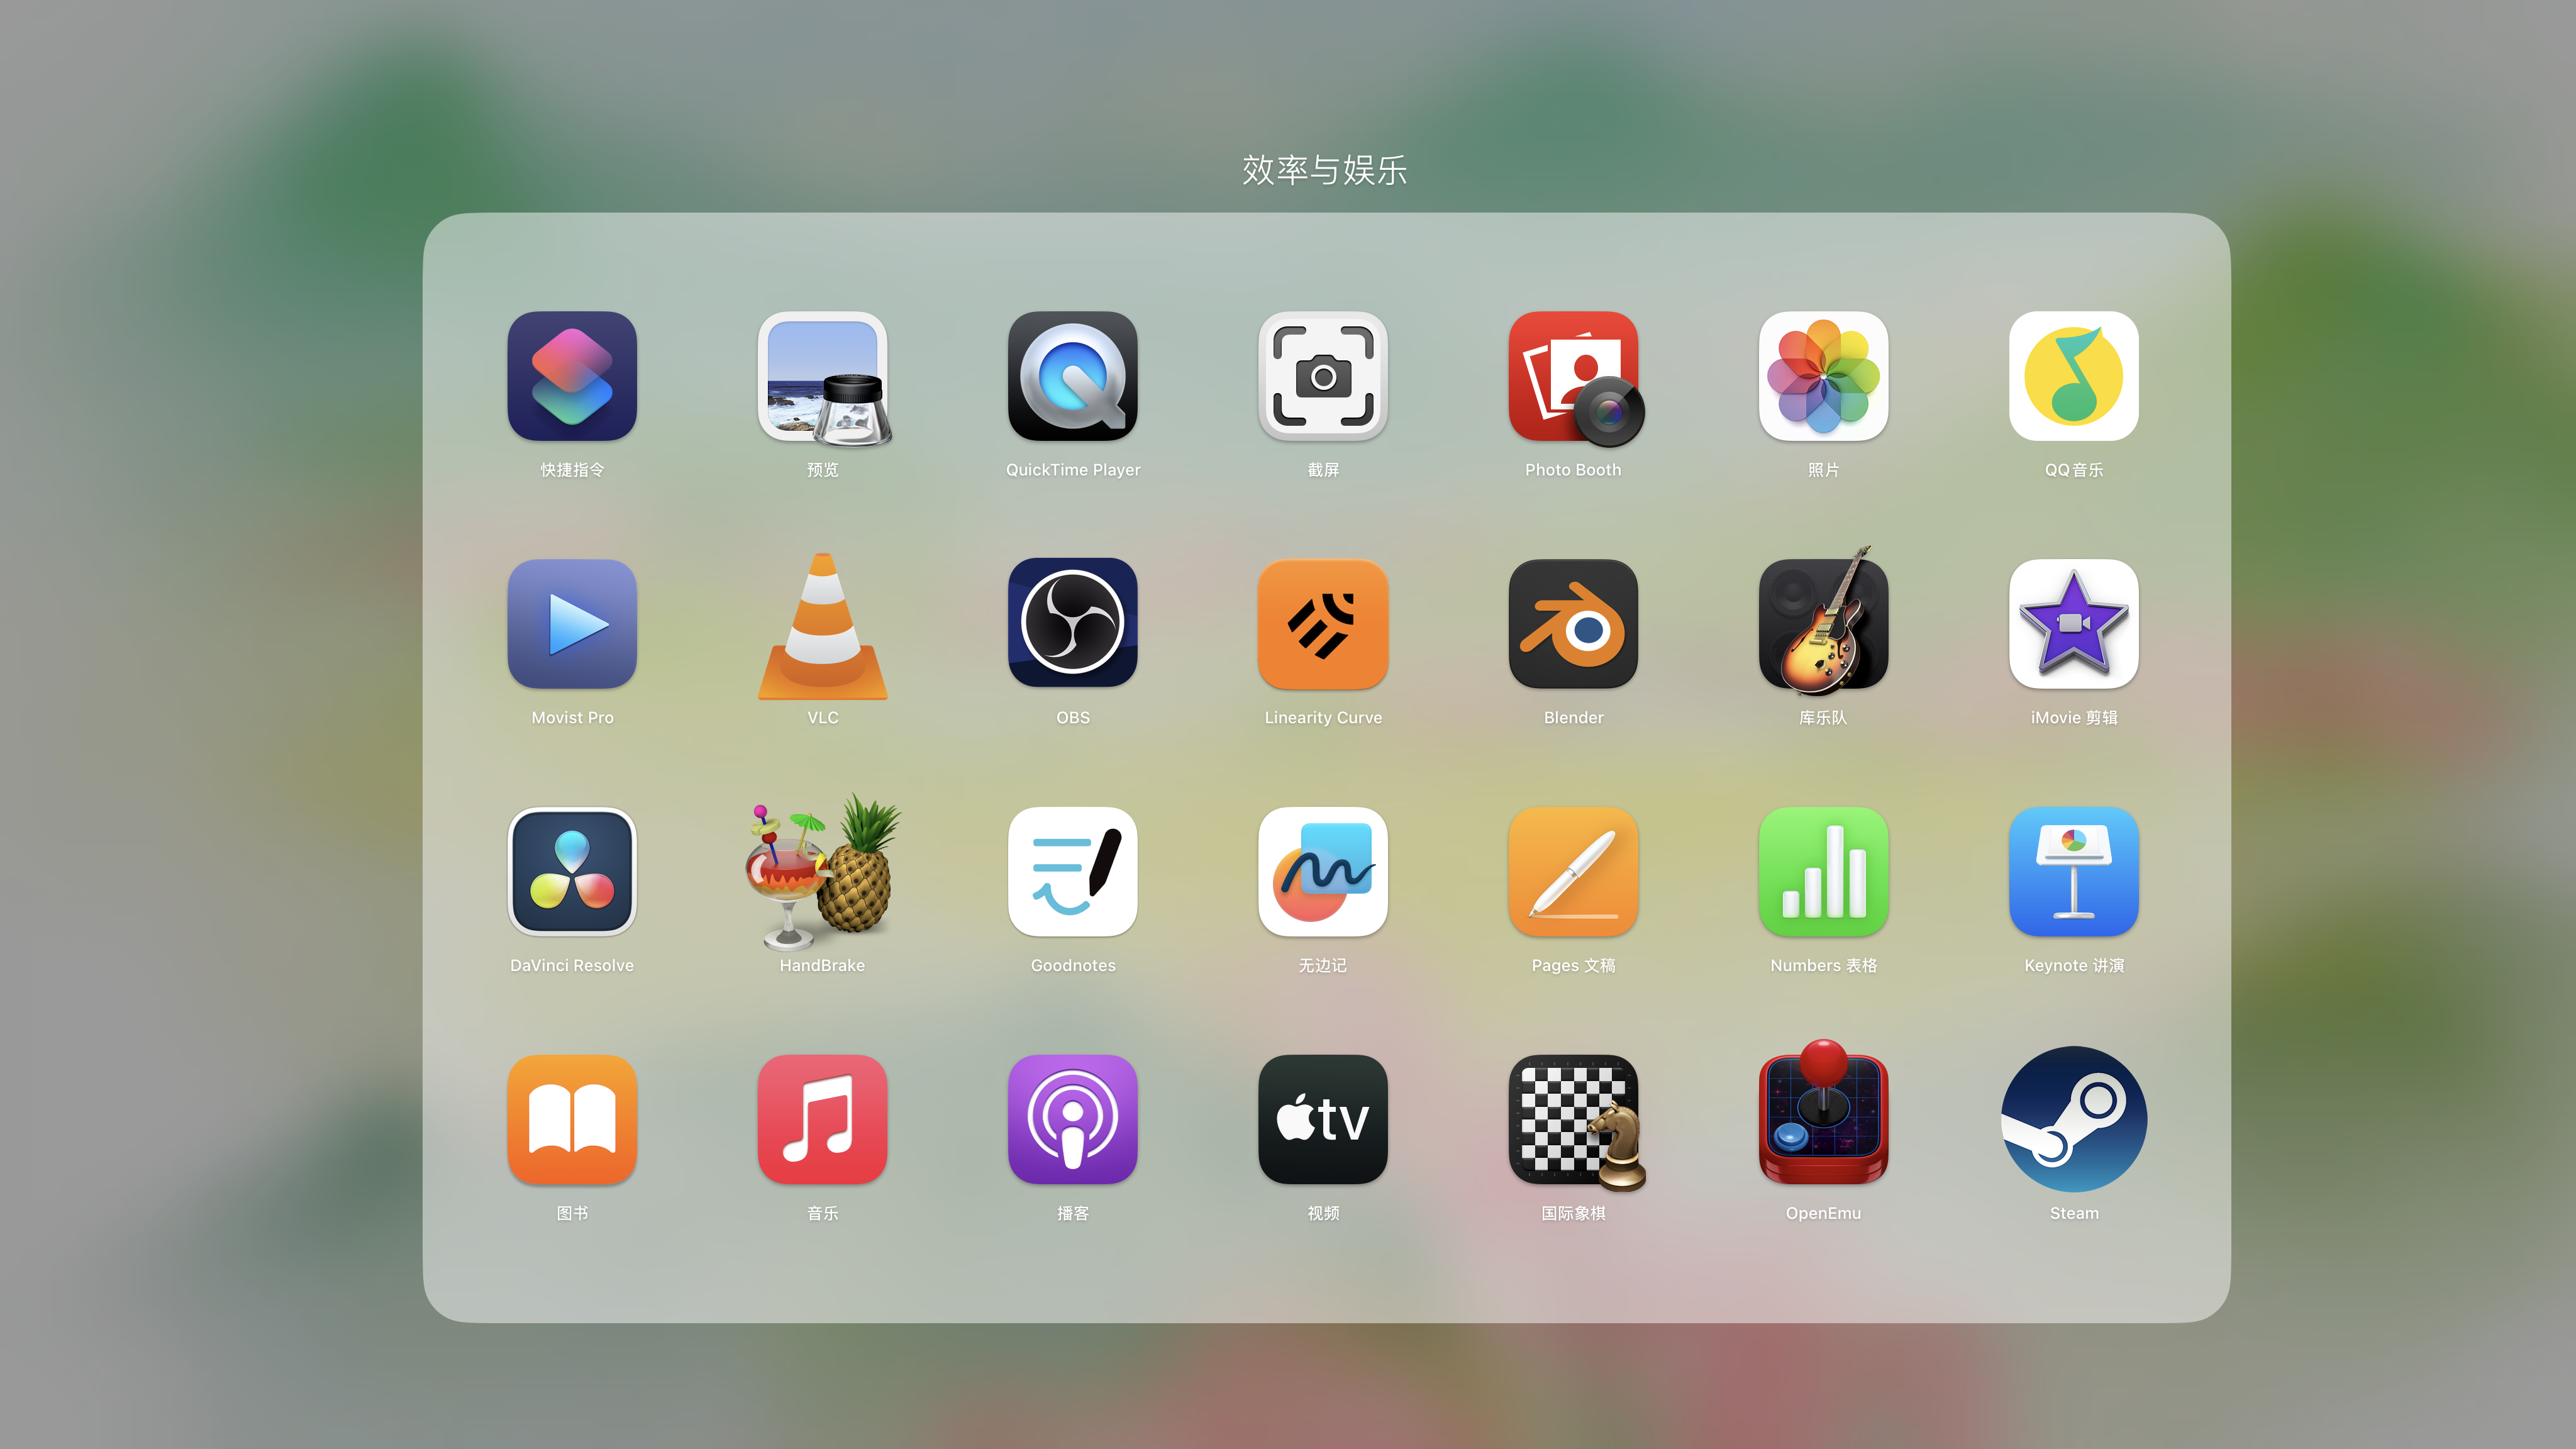 效率与娱乐
快捷指令
预览
QuickTime Player
截屏
Photo Booth
照片
QQ音乐
Movist Pro
VLC
OBS
Linearity Curve
Blender
库乐队
iMovie 剪辑
DaVinci Resolve
HandBrake
Goodnotes
无边记
Pages 文稿
Numbers 表格
Keynote 讲演
tv
图书
音乐
播客
视频
国际象棋
OpenEmu
Steam